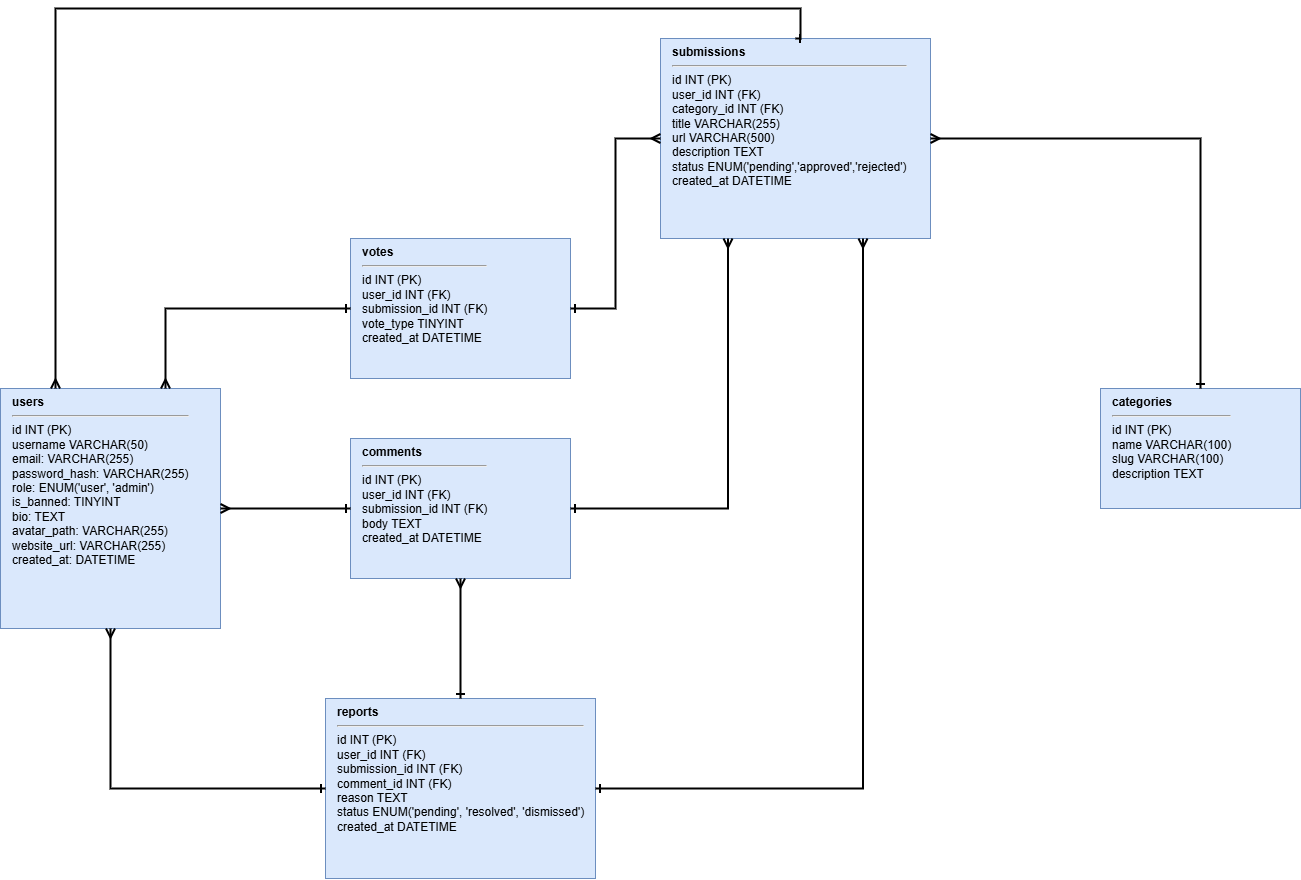 submissions
id INT (PK)
user_id INT (FK)
category_id INT (FK)
title VARCHAR(255)
url VARCHAR(500)
description TEXT
status ENUM('pending','approved','rejected')
created_at DATETIME
votes
id INT (PK)
user_id INT (FK)
submission_id INT (FK)
vote_type TINYINT
created_at DATETIME
users
id INT (PK)
username VARCHAR(50)
email: VARCHAR(255)
password_hash: VARCHAR(255)
role: ENUM('user', 'admin')
is_banned: TINYINT
bio: TEXT
avatar_path: VARCHAR(255)
website_url: VARCHAR(255)
created_at: DATETIME
comments
id INT (PK)
user_id INT (FK)
submission_id INT (FK)
body TEXT
created_at DATETIME
categories
id INT (PK)
name VARCHAR(100)
slug VARCHAR(100)
description TEXT
reports
id INT (PK)
user_id INT (FK)
submission_id INT (FK)
comment_id INT (FK)
reason TEXT
status ENUM('pending', 'resolved', 'dismissed')
created_at DATETIME